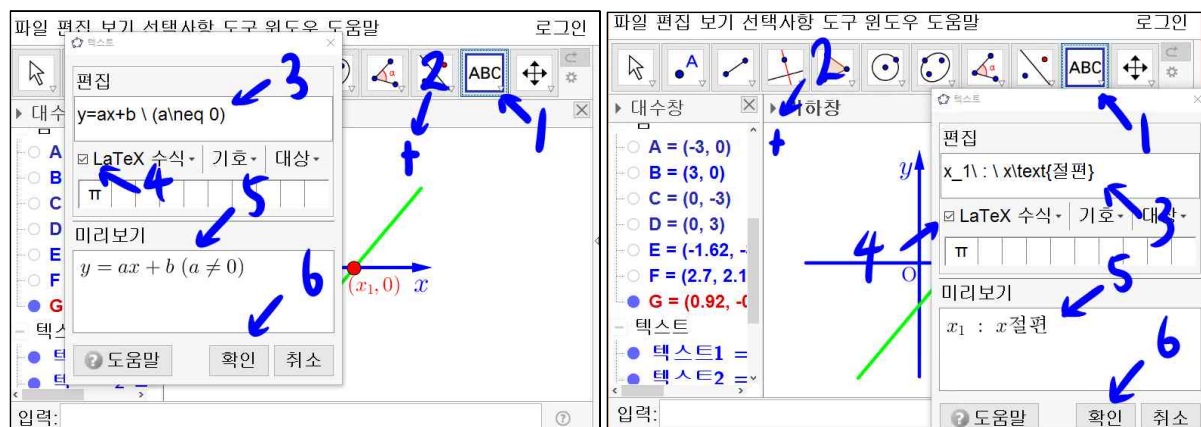 파일 편집 보기 선택사항 도구 윈도우 도움말 로그인
텍스트
ABC
편집
y=ax+b \ (a\neq 0)
LaTeX 수식 기호 대상
π
미리보기
y = ax + b (a ≠ 0)
도움말 확인 취소
대수창
A
B
C
D
E
F
G
텍스트
(x₁, 0)
x
입력:
1
2
3
4
5
6
파일 편집 보기 선택사항 도구 윈도우 도움말 로그인
A
ABC
대수창
기하창
A = (-3, 0)
B = (3, 0)
C = (0, -3)
D = (0, 3)
E = (-1.62, -
F = (2.7, 2.1
G = (0.92, -0
텍스트
텍스트1 =
텍스트2 =
y
O
텍스트
편집
x_1\ : \ x\text{절편}
LaTeX 수식 기호 대상
π
미리보기
x₁ : x절편
도움말 확인 취소
입력:
1
2
3
4
5
6